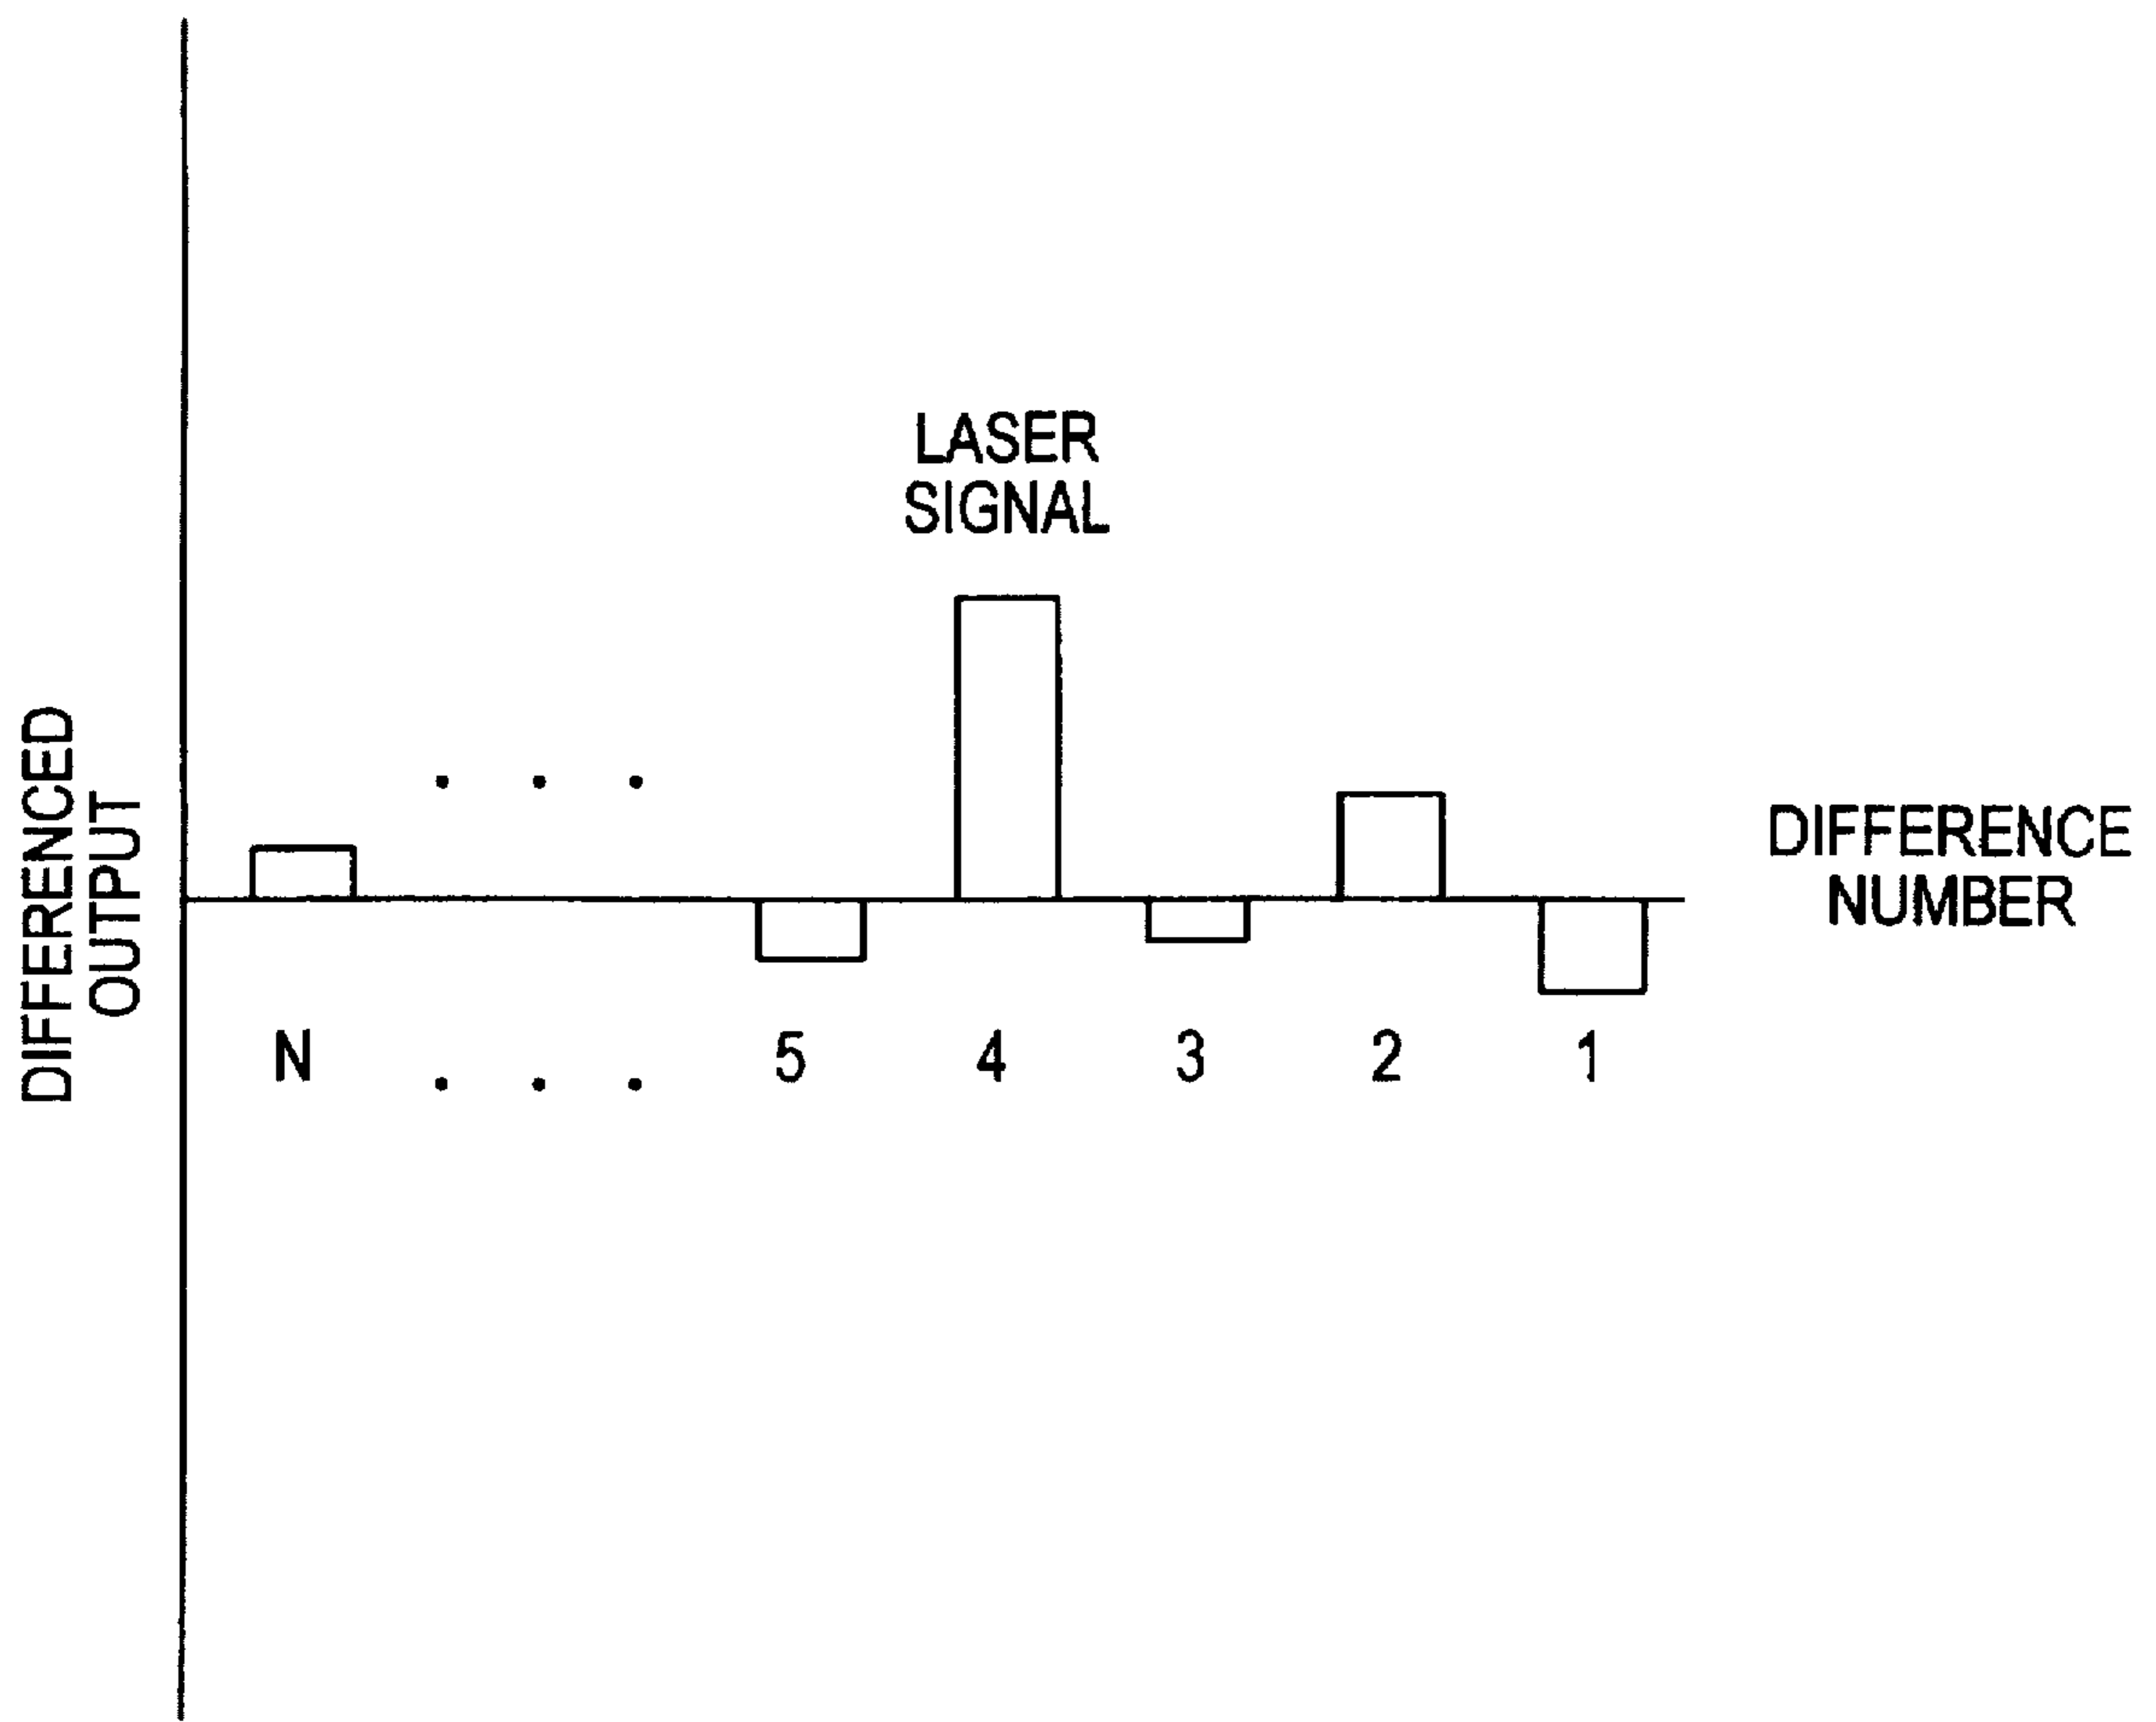 LASER
SIGNAL
DIFFERENCED
OUTPUT
DIFFERENCE
NUMBER
N . . . 5 4 3 2 1